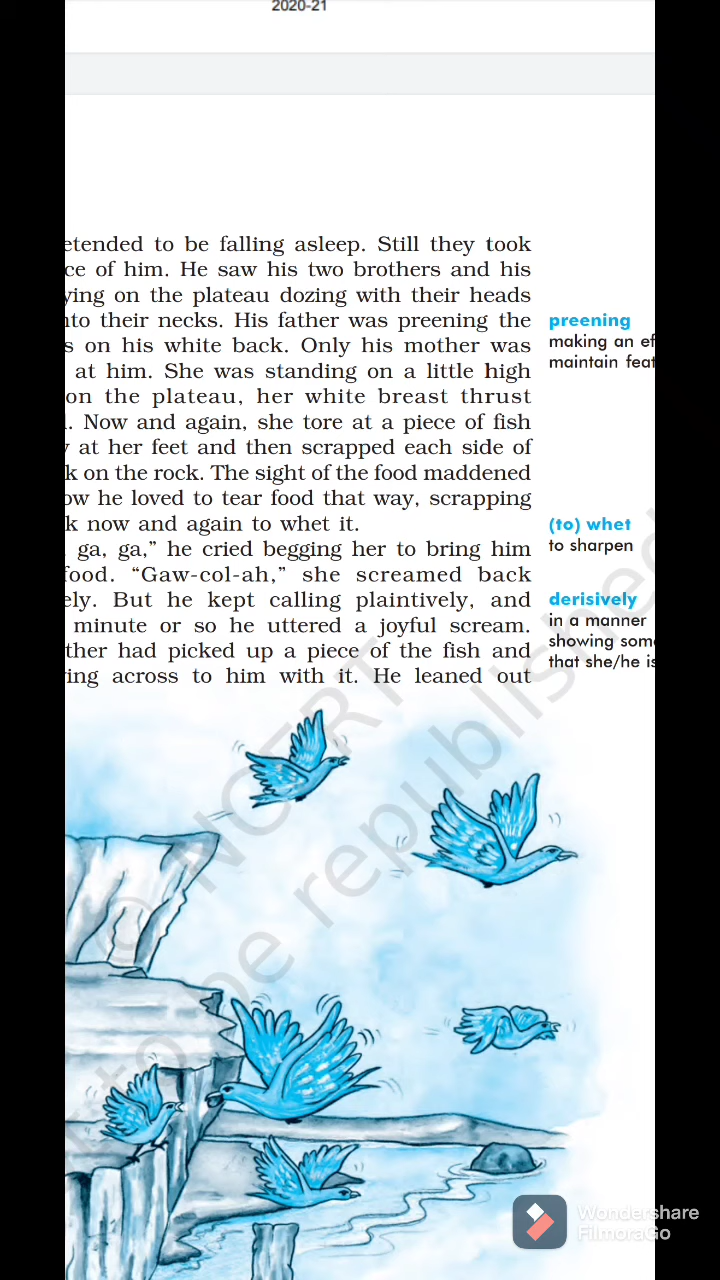 2020-21
etended to be falling asleep. Still they took
ce of him. He saw his two brothers and his
ying on the plateau dozing with their heads
nto their necks. His father was preening the
s on his white back. Only his mother was
at him. She was standing on a little high
on the plateau, her white breast thrust
. Now and again, she tore at a piece of fish
y at her feet and then scrapped each side of
k on the rock. The sight of the food maddened
ow he loved to tear food that way, scrapping
k now and again to whet it.
ga, ga,” he cried begging her to bring him
food. “Gaw-col-ah,” she screamed back
ely. But he kept calling plaintively, and
minute or so he uttered a joyful scream.
ther had picked up a piece of the fish and
ring across to him with it. He leaned out
preening
making an ef
maintain feat
(to) whet
to sharpen
derisively
in a manner
showing som
that she/he is
© NCERT
t to be republished
Wondershare
FilmoraGo